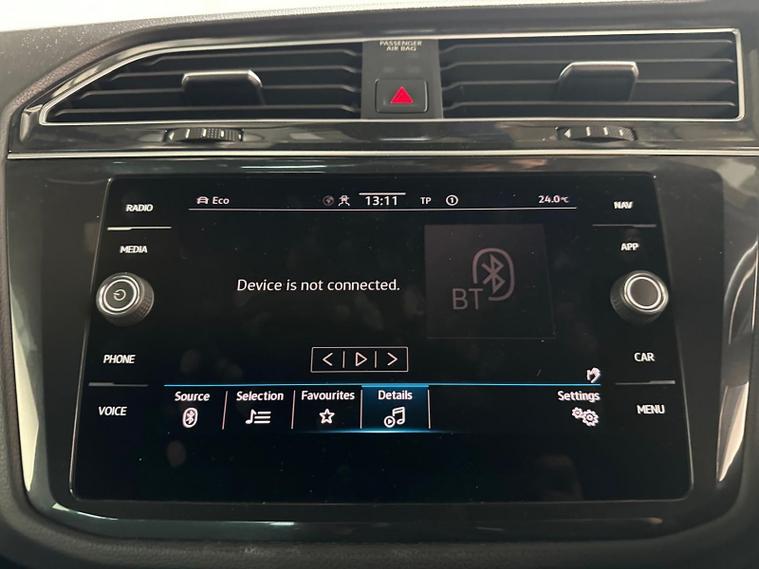 PASSENGER
AIR BAG
RADIO
Eco
13:11
TP
1
24.0°C
NAV
MEDIA
APP
Device is not connected.
BT
PHONE
CAR
Source
Selection
Favourites
Details
Settings
VOICE
MENU